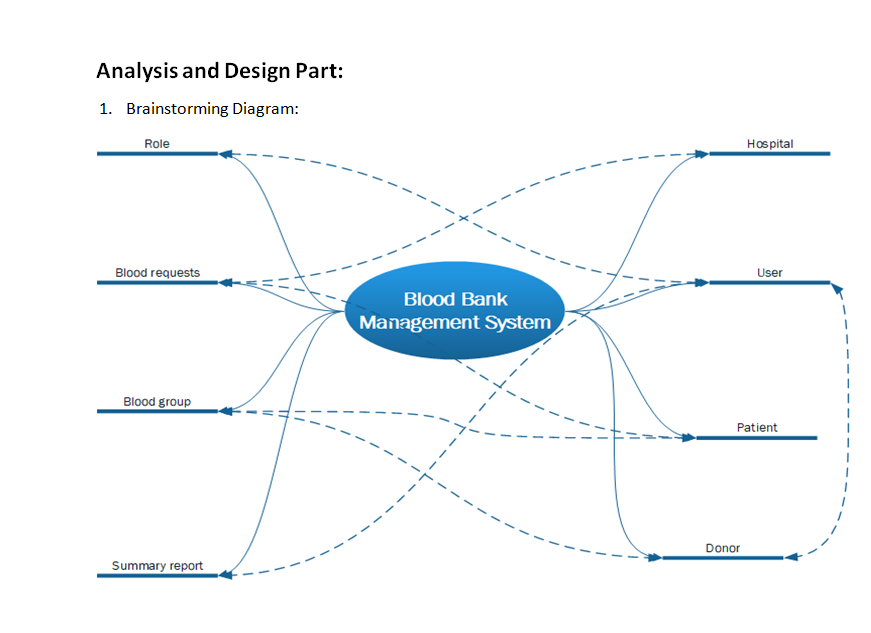 Analysis and Design Part:
1. Brainstorming Diagram:
Role
Hospital
Blood requests
User
Blood Bank
Management System
Blood group
Patient
Donor
Summary report